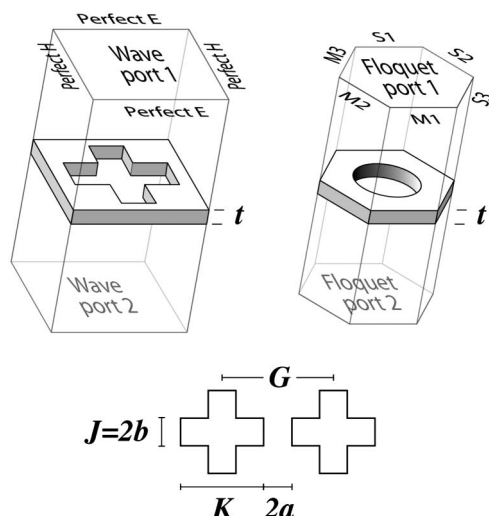 Perfect E
Perfect H
Wave
port 1
Perfect H
Perfect E
t
Wave
port 2
S1
M3
S2
Floquet
port 1
M2
M1
S3
t
Floquet
port 2
G
J=2b
K
2a